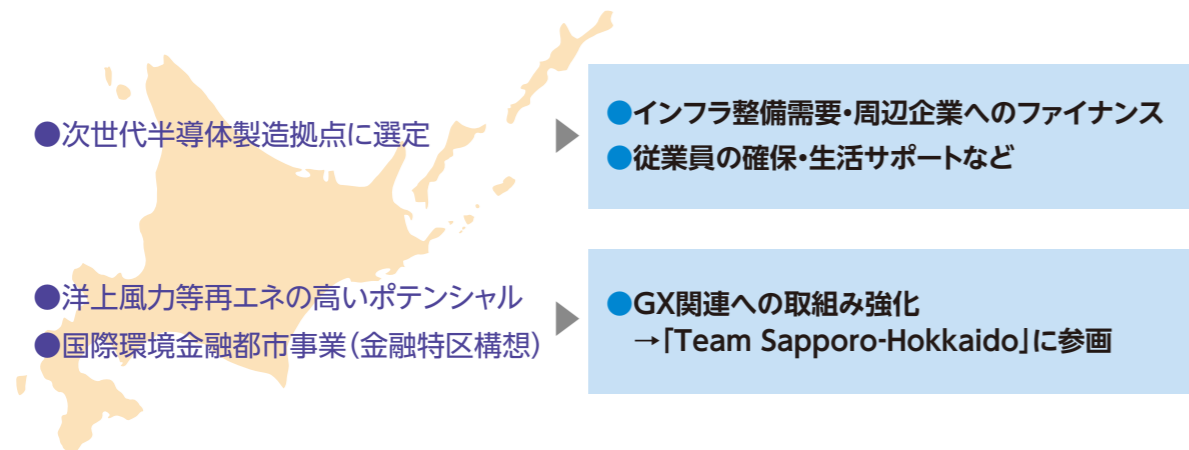 ●次世代半導体製造拠点に選定
●インフラ整備需要・周辺企業へのファイナンス
●従業員の確保・生活サポートなど
●洋上風力等再エネの高いポテンシャル
●国際環境金融都市事業（金融特区構想）
●GX関連への取組み強化
→「Team Sapporo-Hokkaido」に参画